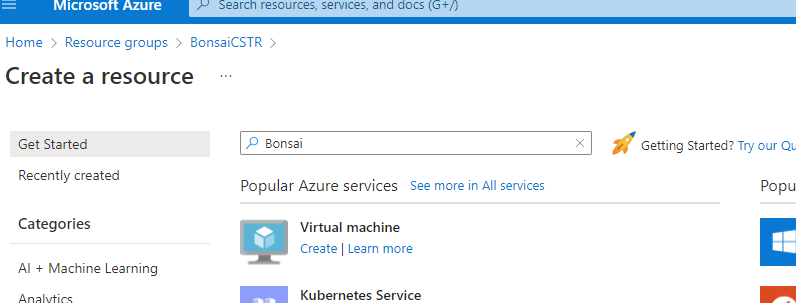 Microsoft Azure
Search resources, services, and docs (G+/)
Home > Resource groups > BonsaiCSTR >
Create a resource ...
Get Started
Bonsai
Getting Started? Try our Qu
Recently created
Popular Azure services See more in All services
Popu
Categories
Virtual machine
Create | Learn more
AI + Machine Learning
Analytics
Kubernetes Service